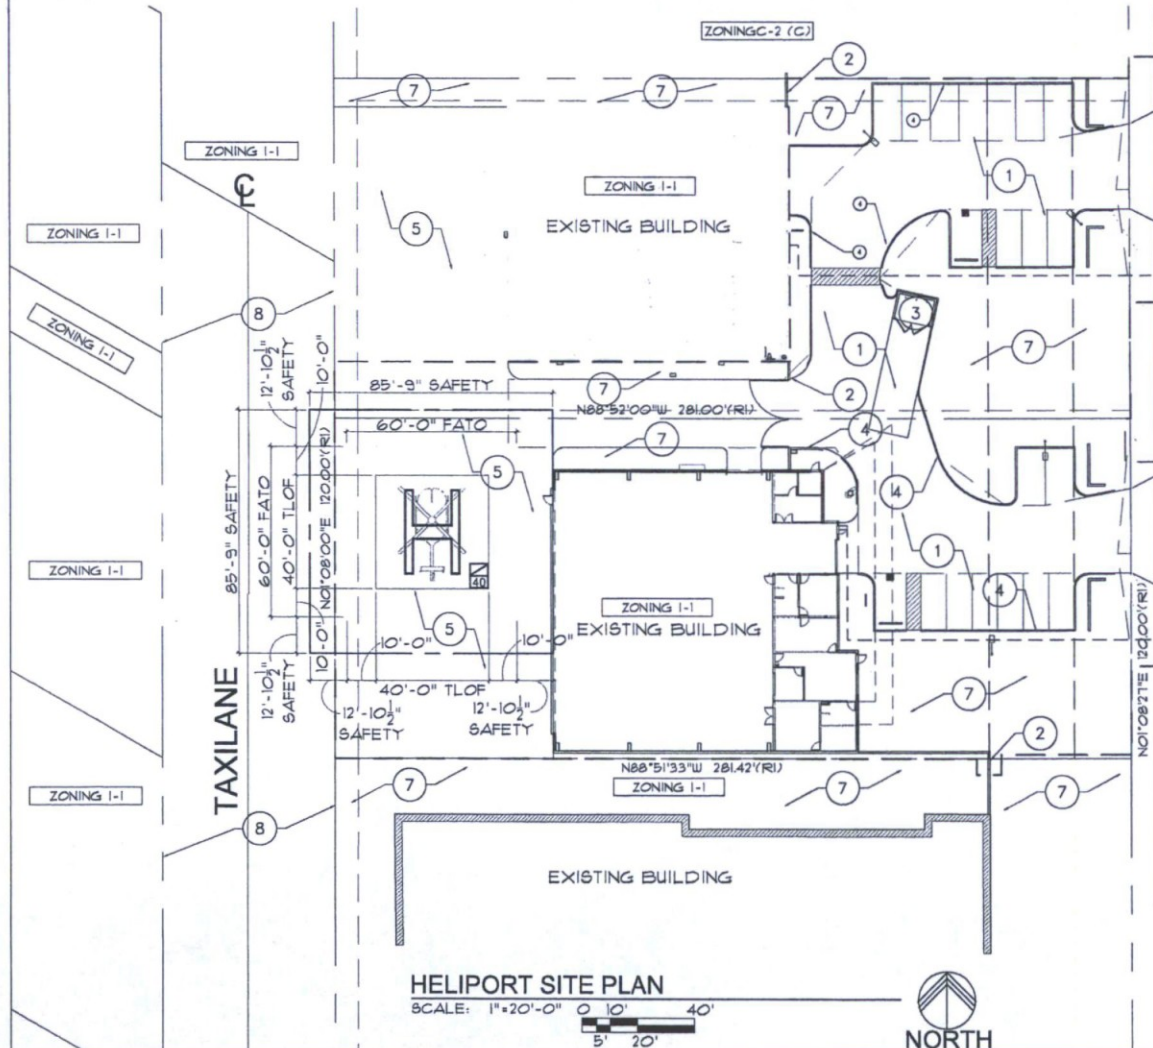 ZONINGC-2 (C)
2
7
7
7
4
ZONING I-1
℄
ZONING I-1
1
4
ZONING I-1
5
EXISTING BUILDING
4
8
3
ZONING I-1
12'-10½" SAFETY
10'-0"
1
7
85'-9" SAFETY
7
2
N88°52'00"W 281.00'(R1)
60'-0" FATO
7
4
5
4
85'-9" SAFETY
60'-0" FATO
40'-0" TLOF
10'-0"
N01°08'00"E 120.00'(R1)
1
ZONING I-1
40
4
ZONING I-1
EXISTING BUILDING
5
10'-0"
10'-0"
N01°08'27"E 120.00'(R1)
12'-10½" SAFETY
40'-0" TLOF
12'-10½" SAFETY
12'-10½" SAFETY
7
TAXILANE
2
N88°51'33"W 281.42'(R1)
7
ZONING I-1
7
7
ZONING I-1
8
EXISTING BUILDING
HELIPORT SITE PLAN
SCALE: 1"=20'-0" 0 10' 40'
5' 20'
NORTH